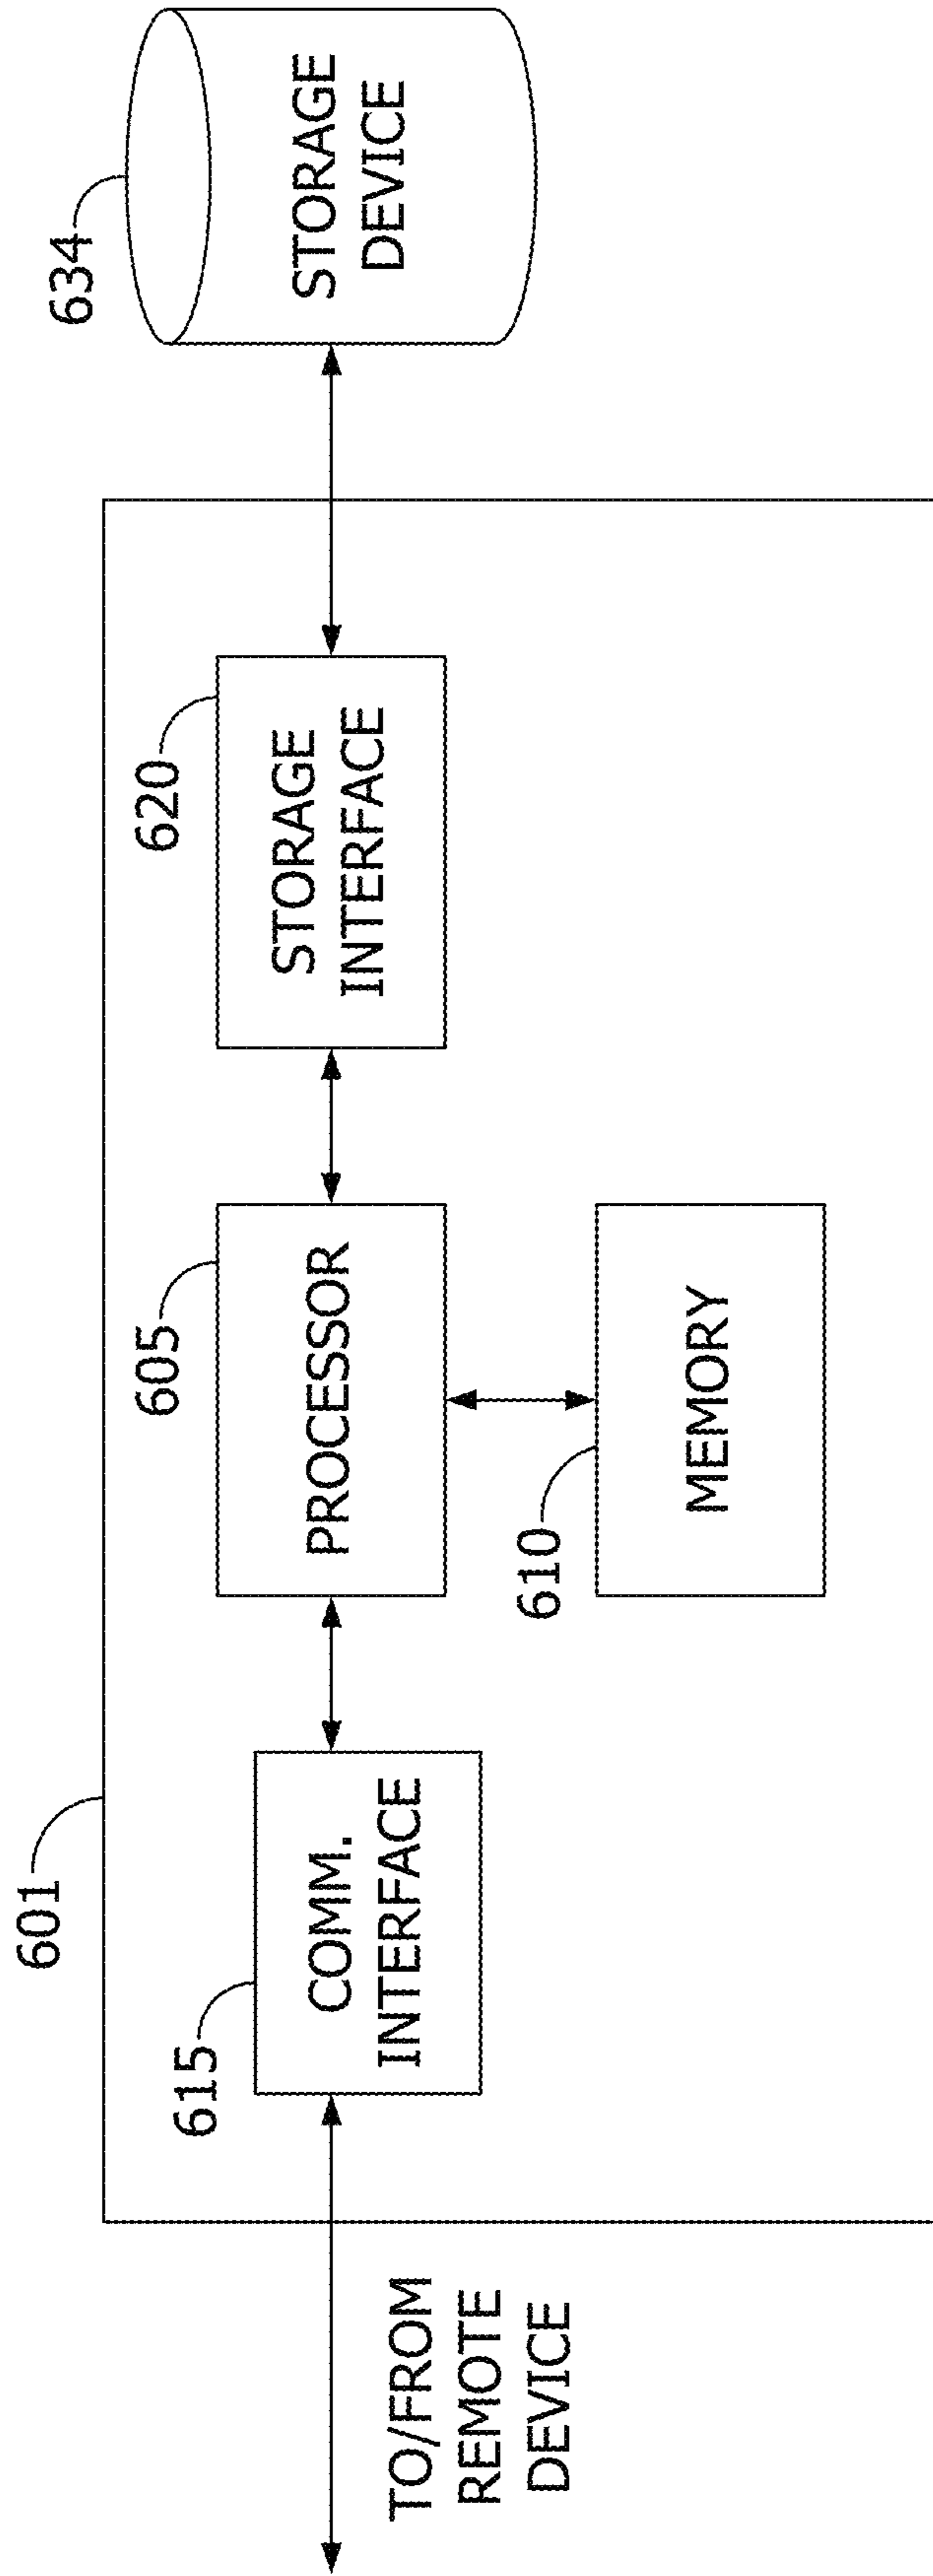 601
615
COMM.
INTERFACE
TO/FROM
REMOTE
DEVICE
605
PROCESSOR
610
MEMORY
620
STORAGE
INTERFACE
634
STORAGE
DEVICE